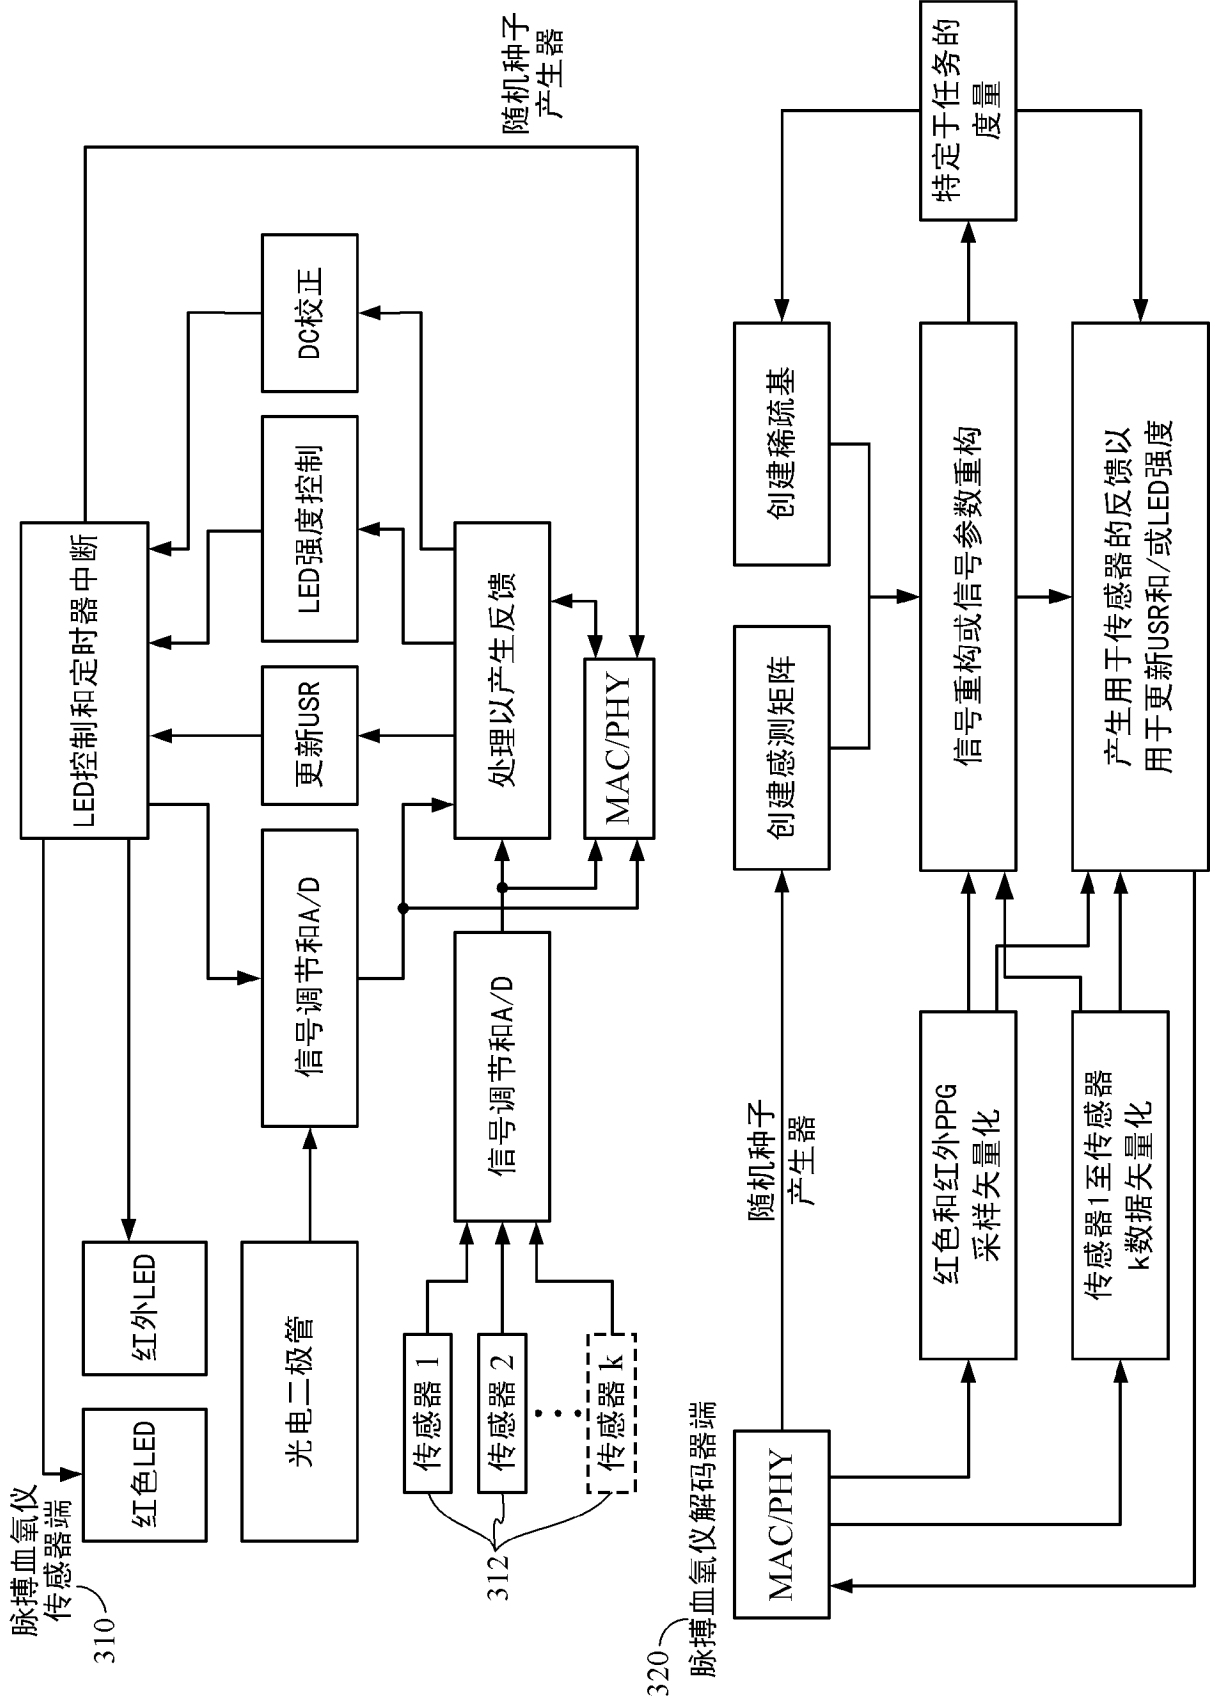 脉搏血氧仪
传感器端
310
红色LED
红外LED
LED控制和定时器中断
光电二极管
信号调节和A/D
更新USR
LED强度控制
DC校正
传感器 1
传感器 2
传感器 k
312
信号调节和A/D
处理以产生反馈
MAC/PHY
随机种子
产生器
320
脉搏血氧仪解码器端
MAC/PHY
随机种子
产生器
创建感测矩阵
创建稀疏基
红色和红外PPG
采样矢量化
信号重构或信号参数重构
特定于任务的
度量
传感器1至传感器
k数据矢量化
产生用于传感器的反馈以
用于更新USR和/或LED强度